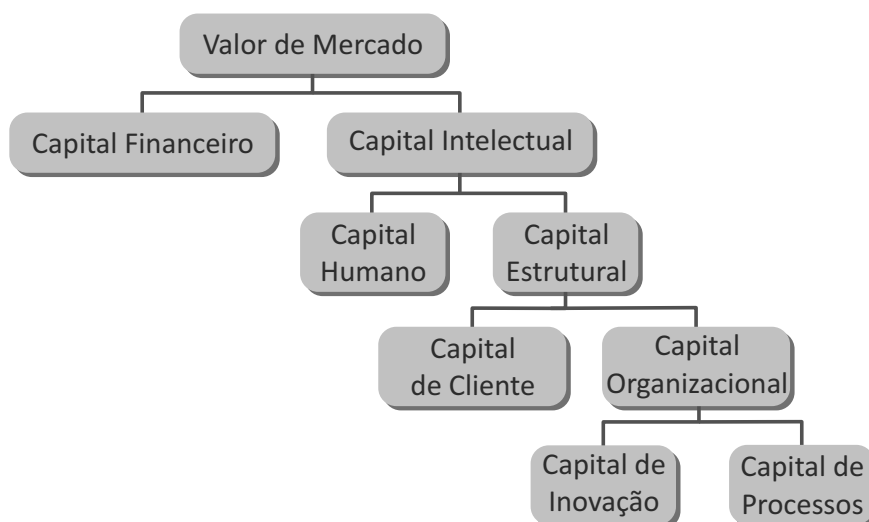 Valor de Mercado
Capital Financeiro
Capital Intelectual
Capital
Humano
Capital
Estrutural
Capital
de Cliente
Capital
Organizacional
Capital de
Inovação
Capital de
Processos